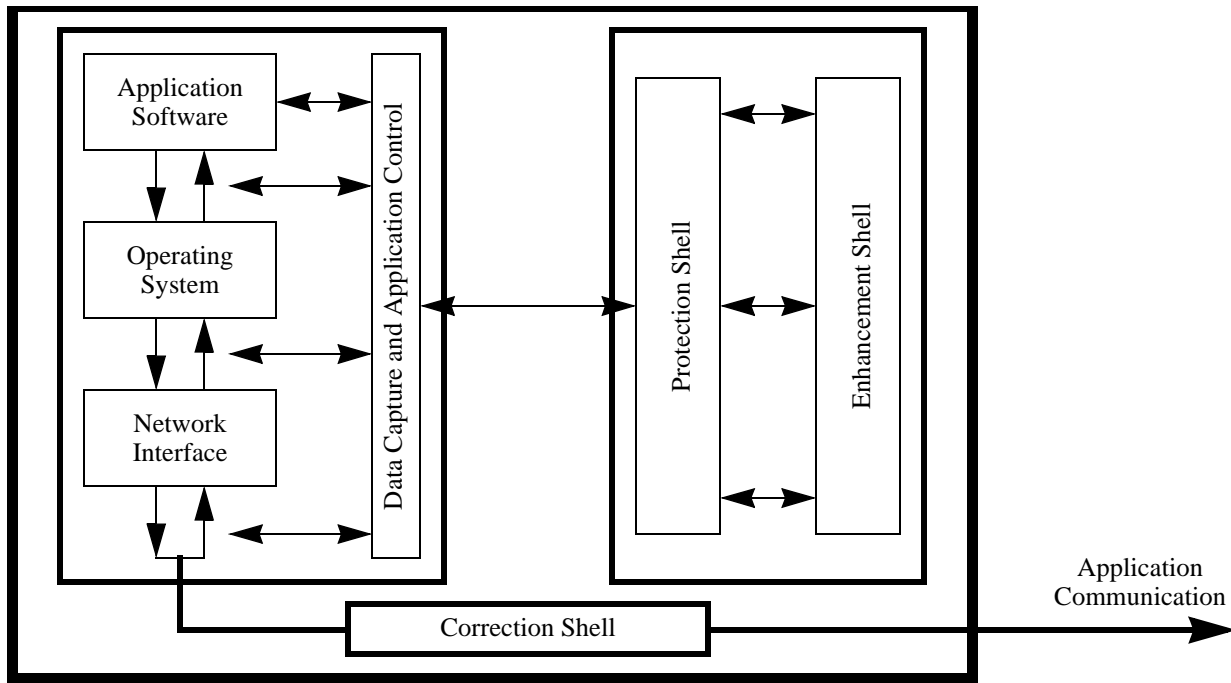 Application
Software
Operating
System
Network
Interface
Data Capture and Application Control
Protection Shell
Enhancement Shell
Correction Shell
Application
Communication